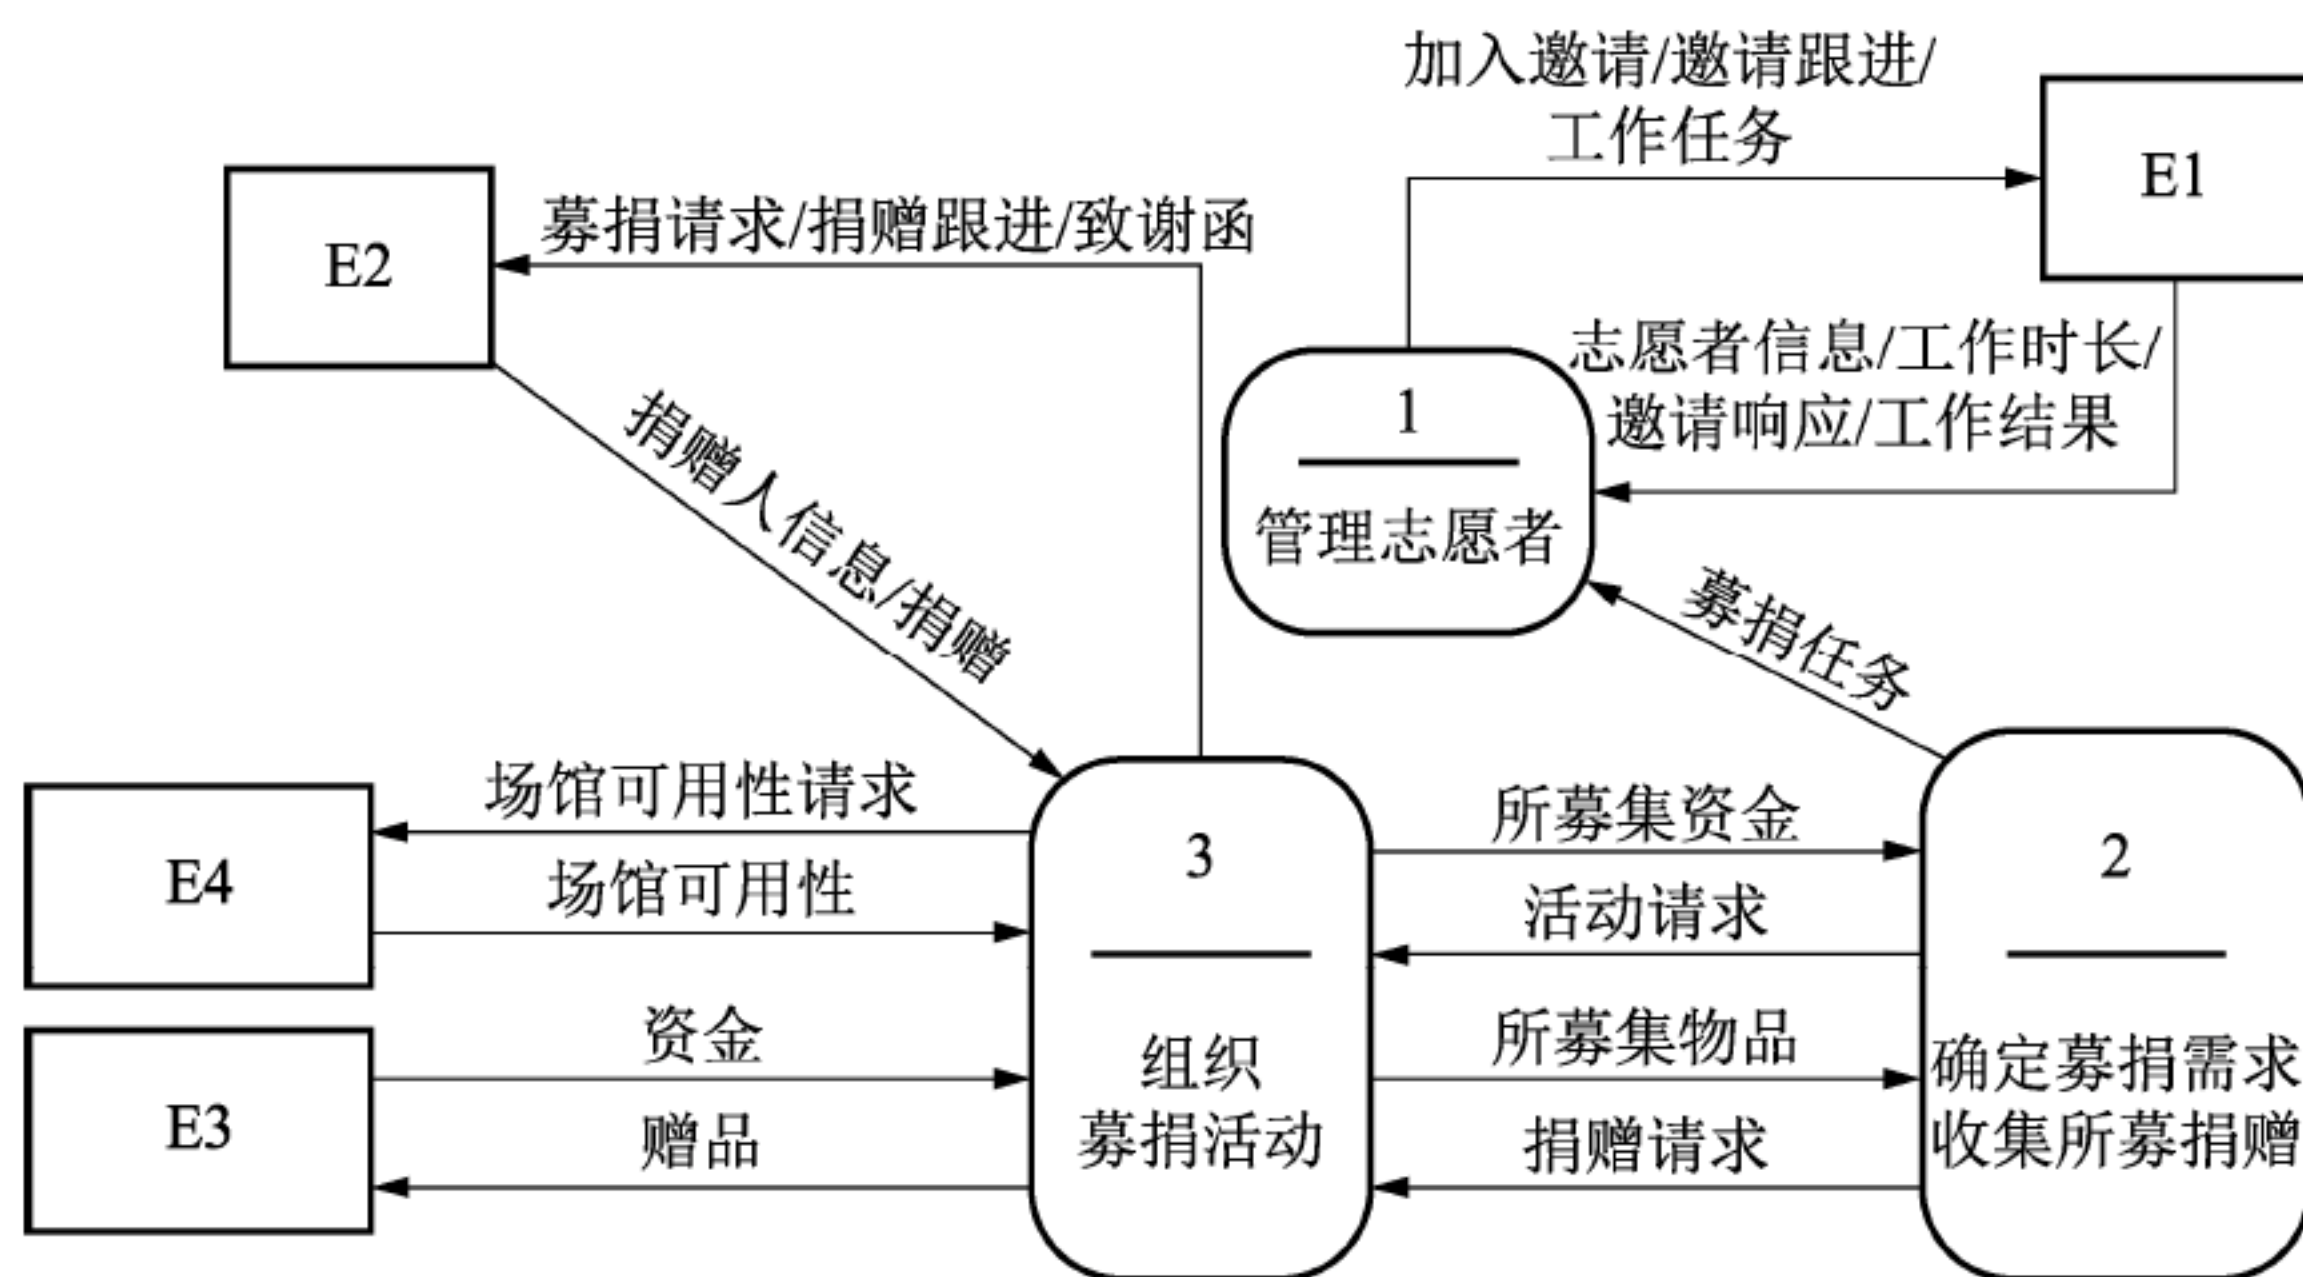 加入邀请/邀请跟进/
工作任务
E1
E2
募捐请求/捐赠跟进/致谢函
志愿者信息/工作时长/
邀请响应/工作结果
1
管理志愿者
捐赠人信息/捐赠
募捐任务
场馆可用性请求
E4
场馆可用性
3
组织
募捐活动
所募集资金
活动请求
2
确定募捐需求
收集所募捐赠
资金
E3
赠品
所募集物品
捐赠请求